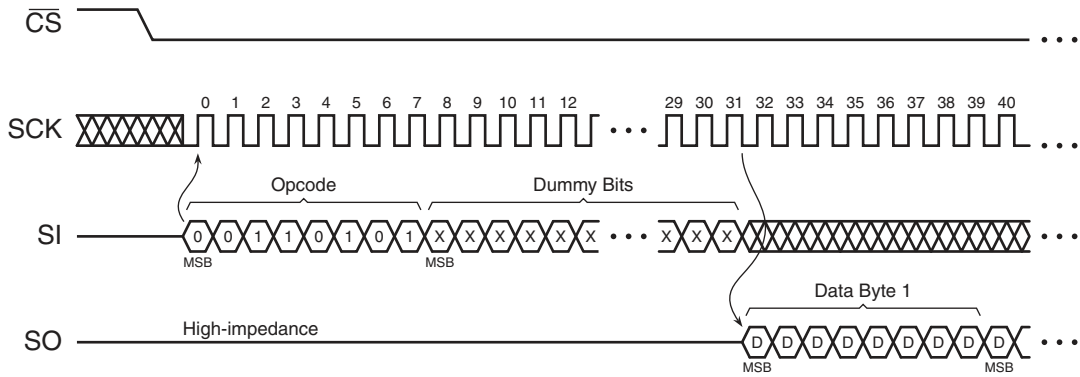 CS
0 1 2 3 4 5 6 7 8 9 10 11 12 29 30 31 32 33 34 35 36 37 38 39 40
SCK
Opcode Dummy Bits
SI 0 0 1 1 0 1 0 1 X X X X X X X X X
MSB MSB
Data Byte 1
High-impedance
SO D D D D D D D D D
MSB MSB